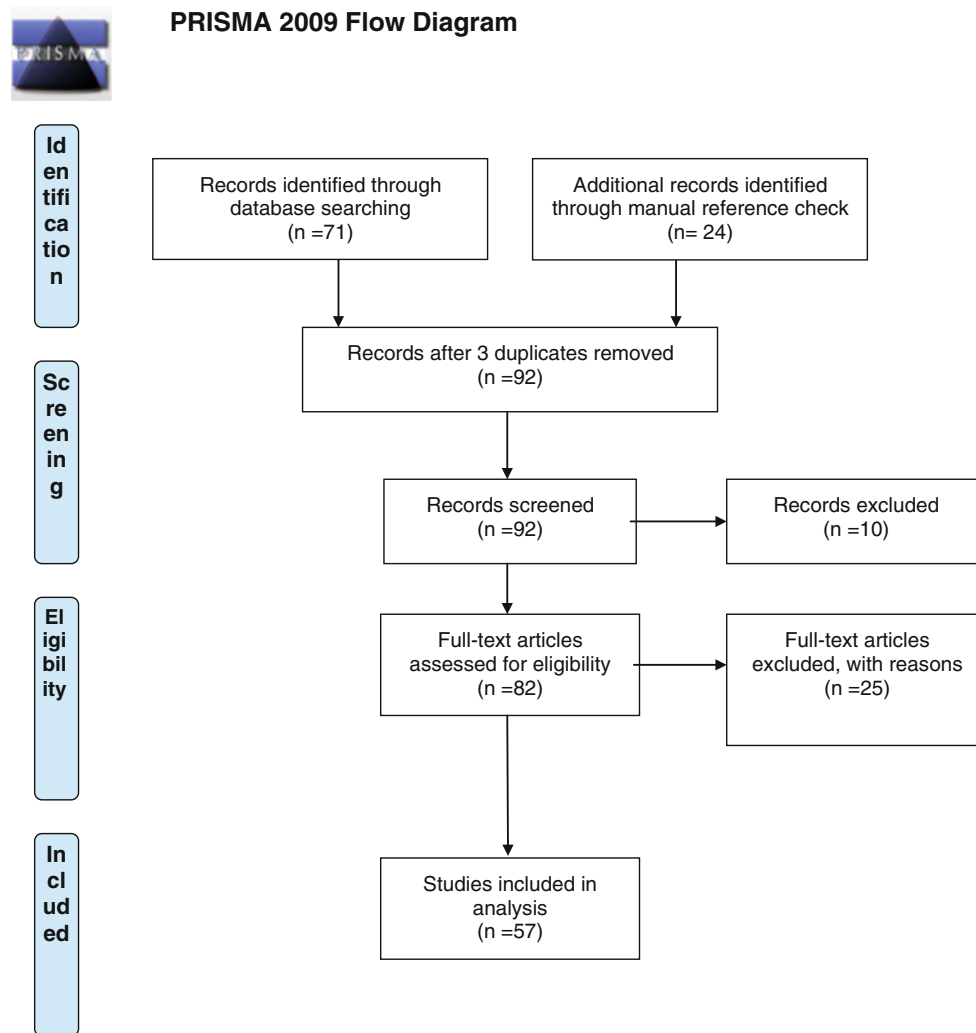 PRISMA 2009 Flow Diagram
PRISMA
Id
en
tifi
ca
tio
n
Records identified through
database searching
(n =71)
Additional records identified
through manual reference check
(n= 24)
Records after 3 duplicates removed
(n =92)
Sc
re
en
in
g
Records screened
(n =92)
Records excluded
(n =10)
El
igi
bil
ity
Full-text articles
assessed for eligibility
(n =82)
Full-text articles
excluded, with reasons
(n =25)
In
cl
ud
ed
Studies included in
analysis
(n =57)